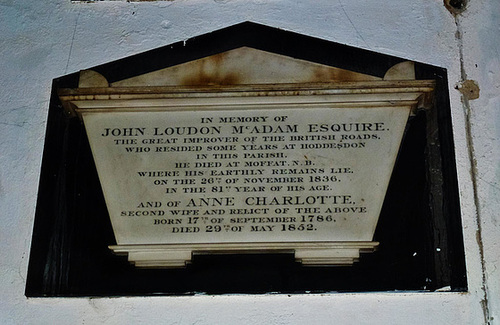 IN MEMORY OF
JOHN LOUDON McADAM ESQUIRE.
THE GREAT IMPROVER OF THE BRITISH ROADS,
WHO RESIDED SOME YEARS AT HODDESDON
IN THIS PARISH.
HE DIED AT MOFFAT, N.B.
WHERE HIS EARTHLY REMAINS LIE,
ON THE 26TH OF NOVEMBER 1836,
IN THE 81ST YEAR OF HIS AGE.
AND OF ANNE CHARLOTTE,
SECOND WIFE AND RELICT OF THE ABOVE
BORN 17TH OF SEPTEMBER 1786,
DIED 29TH OF MAY 1852.